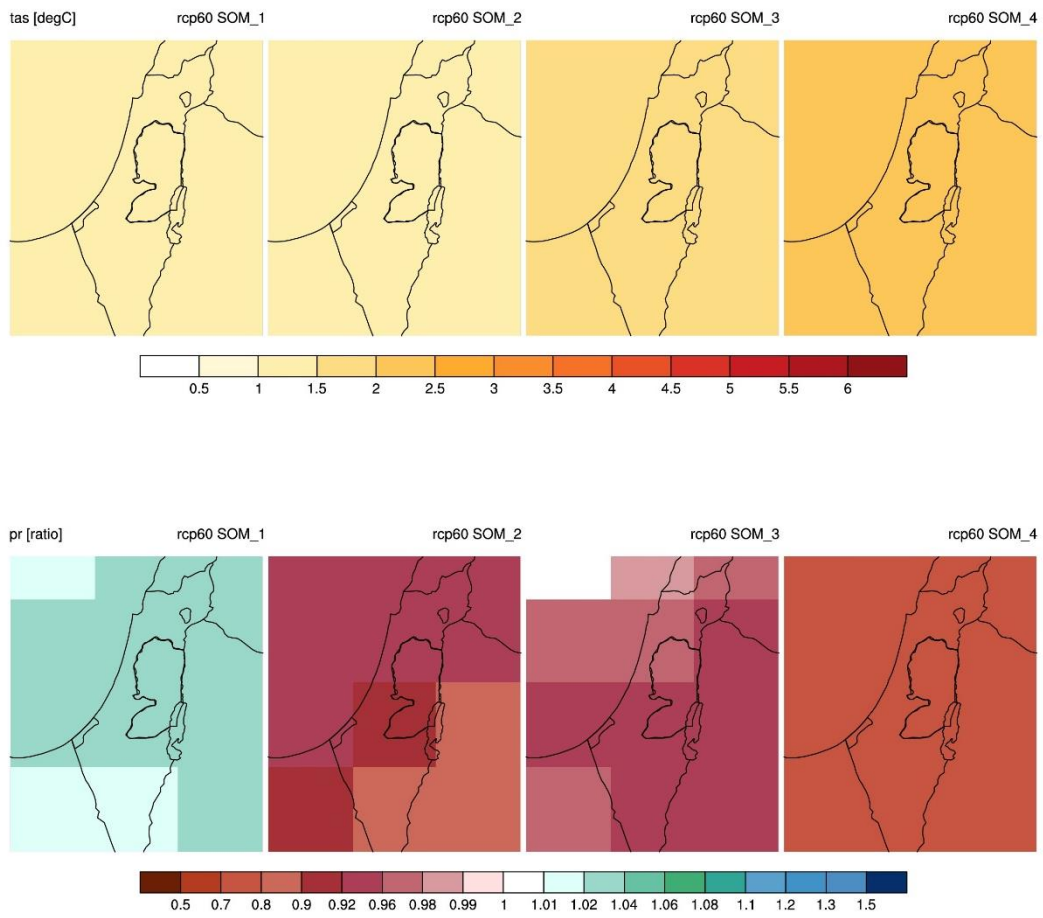 tas [degC] rcp60 SOM_1 rcp60 SOM_2 rcp60 SOM_3 rcp60 SOM_4
0.5 1 1.5 2 2.5 3 3.5 4 4.5 5 5.5 6
pr [ratio] rcp60 SOM_1 rcp60 SOM_2 rcp60 SOM_3 rcp60 SOM_4
0.5 0.7 0.8 0.9 0.92 0.96 0.98 0.99 1 1.01 1.02 1.04 1.06 1.08 1.1 1.2 1.3 1.5